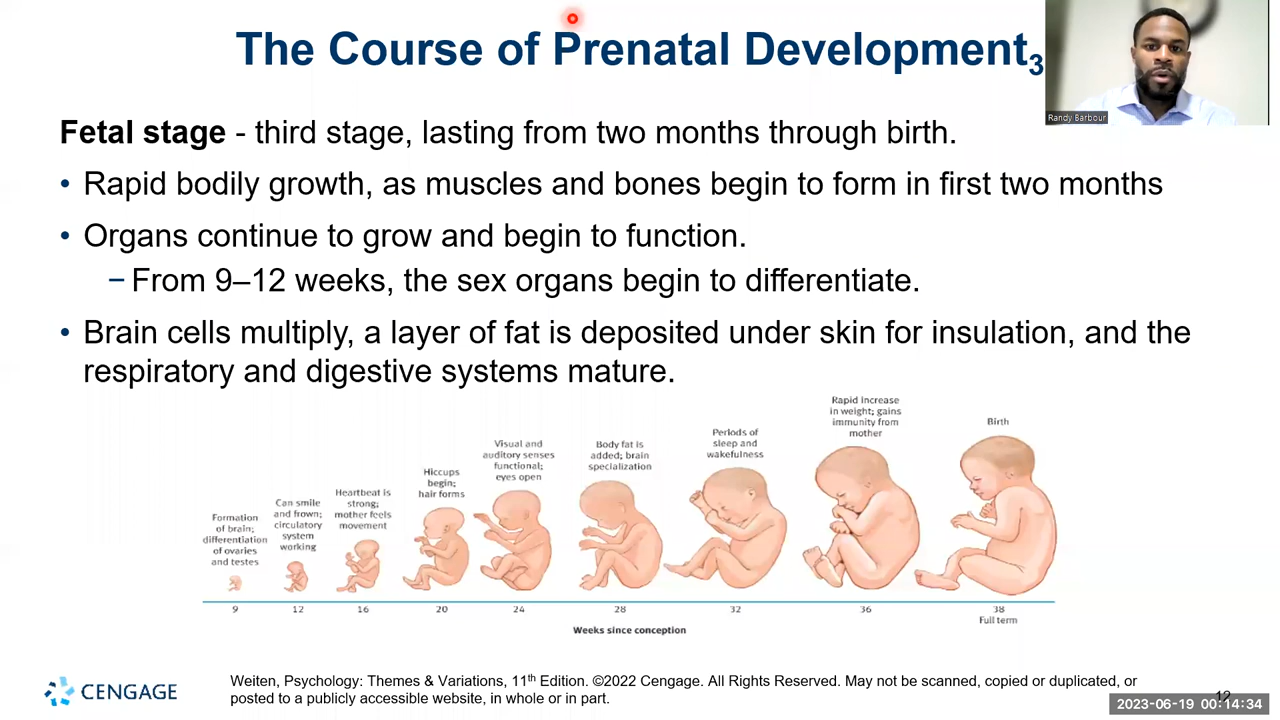 The Course of Prenatal Development3
Randy Barbour
Fetal stage - third stage, lasting from two months through birth.
• Rapid bodily growth, as muscles and bones begin to form in first two months
• Organs continue to grow and begin to function.
– From 9–12 weeks, the sex organs begin to differentiate.
• Brain cells multiply, a layer of fat is deposited under skin for insulation, and the
respiratory and digestive systems mature.
Formation
of brain;
differentiation
of ovaries
and testes
Can smile
and frown;
circulatory
system
working
Heartbeat is
strong;
mother feels
movement
Hiccups
begin;
hair forms
Visual and
auditory senses
functional;
eyes open
Body fat is
added; brain
specialization
Periods of
sleep and
wakefulness
Rapid increase
in weight; gains
immunity from
mother
Birth
9 12 16 20 24 28 32 36 38
Full term
Weeks since conception
CENGAGE
Weiten, Psychology: Themes & Variations, 11th Edition. ©2022 Cengage. All Rights Reserved. May not be scanned, copied or duplicated, or
posted to a publicly accessible website, in whole or in part.
12
2023-06-19 00:14:34